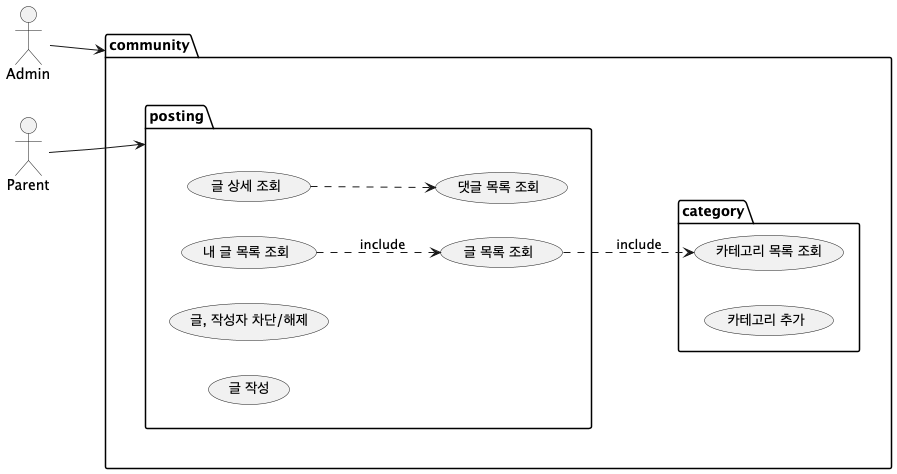 Admin
community
posting
Parent
글 상세 조회
댓글 목록 조회
내 글 목록 조회
include
글 목록 조회
include
글, 작성자 차단/해제
글 작성
category
카테고리 목록 조회
카테고리 추가